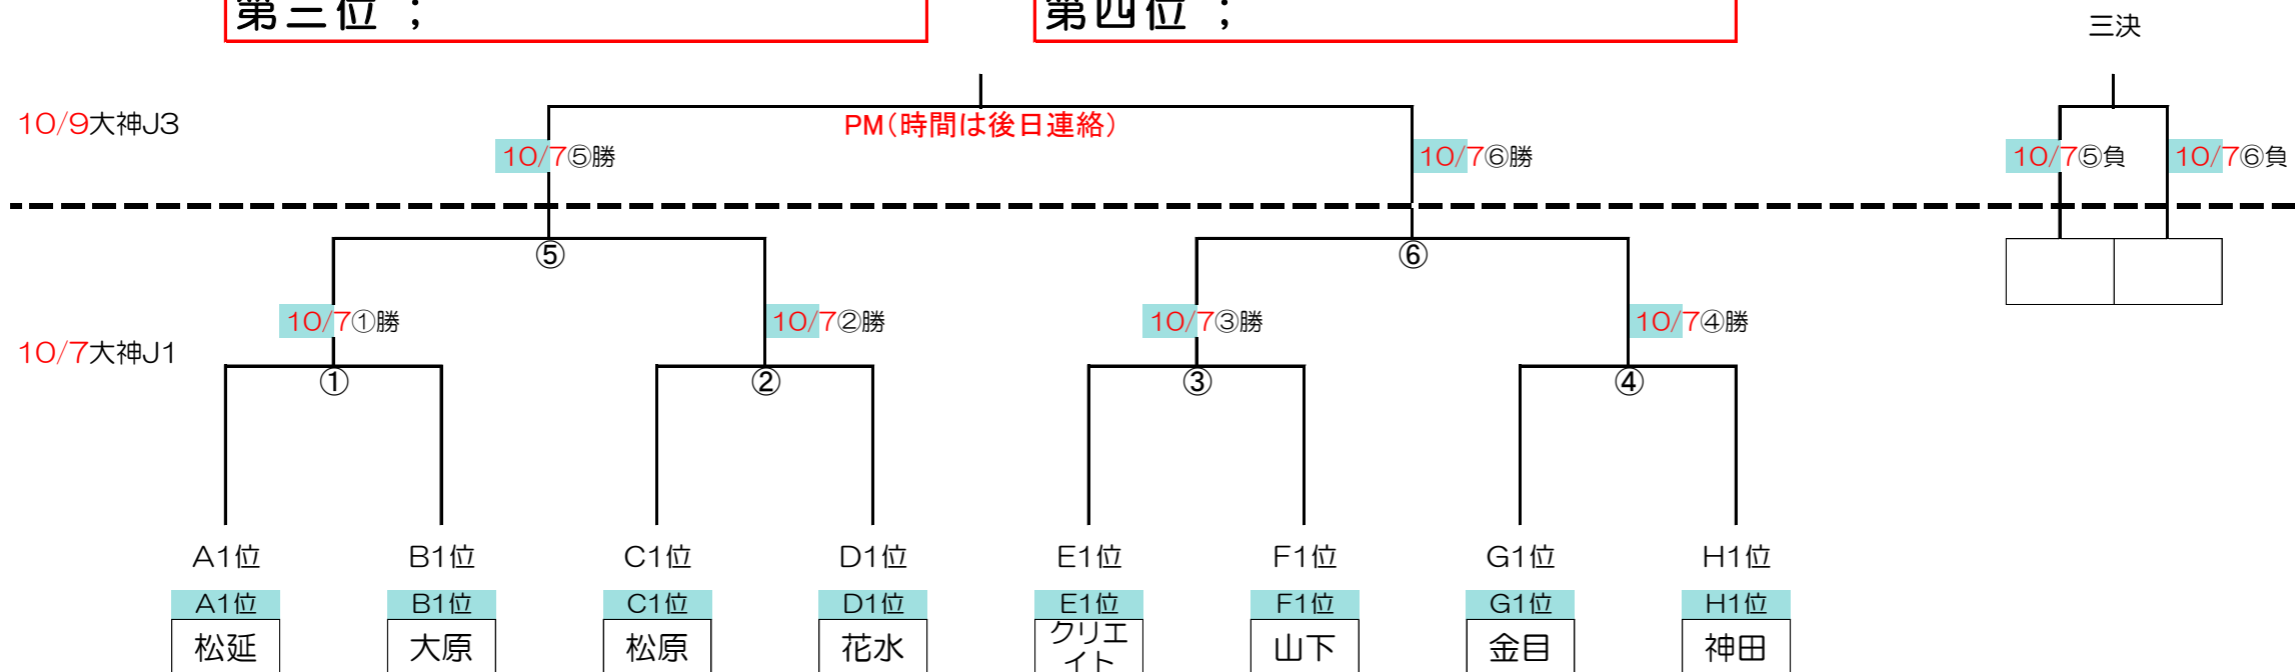 第三位 ；
第四位 ；
三決
10/9大神J3
PM（時間は後日連絡）
10/7⑤勝
10/7⑥勝
10/7⑤負
10/7⑥負
⑤
⑥
10/7①勝
10/7②勝
10/7③勝
10/7④勝
10/7大神J1
①
②
③
④
A1位
B1位
C1位
D1位
E1位
F1位
G1位
H1位
A1位
B1位
C1位
D1位
E1位
F1位
G1位
H1位
松延
大原
松原
花水
クリエ
イト
山下
金目
神田